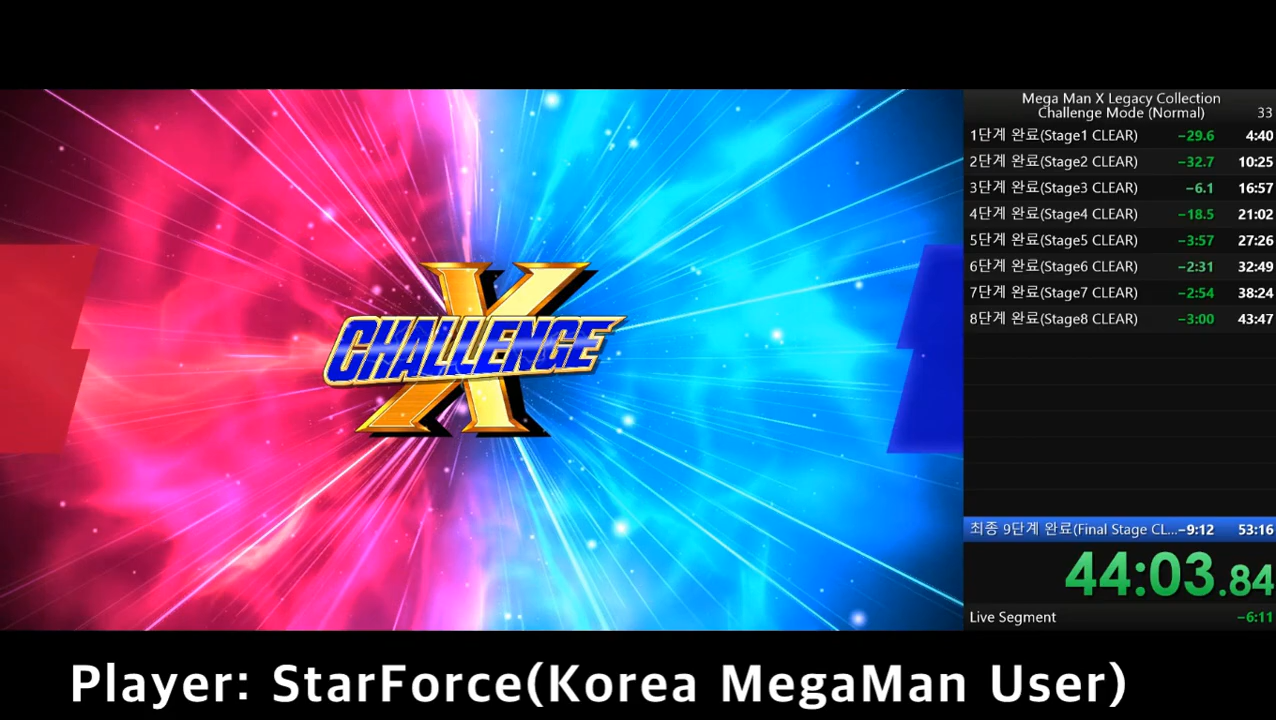 Mega Man X Legacy Collection
Challenge Mode (Normal) 33
1단계 완료(Stage1 CLEAR) −29.6 4:40
2단계 완료(Stage2 CLEAR) −32.7 10:25
3단계 완료(Stage3 CLEAR) −6.1 16:57
4단계 완료(Stage4 CLEAR) −18.5 21:02
5단계 완료(Stage5 CLEAR) −3:57 27:26
6단계 완료(Stage6 CLEAR) −2:31 32:49
7단계 완료(Stage7 CLEAR) −2:54 38:24
8단계 완료(Stage8 CLEAR) −3:00 43:47
X CHALLENGE
최종 9단계 완료(Final Stage CL... −9:12 53:16
44:03.84
Live Segment −6:11
Player: StarForce(Korea MegaMan User)